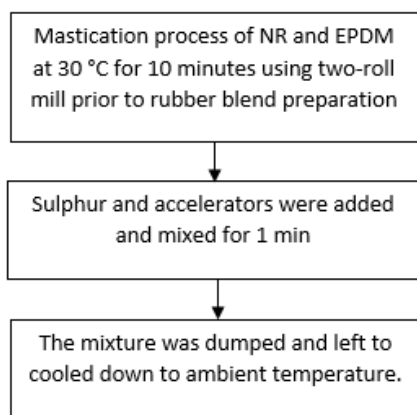 Mastication process of NR and EPDM
at 30 °C for 10 minutes using two-roll
mill prior to rubber blend preparation
Sulphur and accelerators were added
and mixed for 1 min
The mixture was dumped and left to
cooled down to ambient temperature.